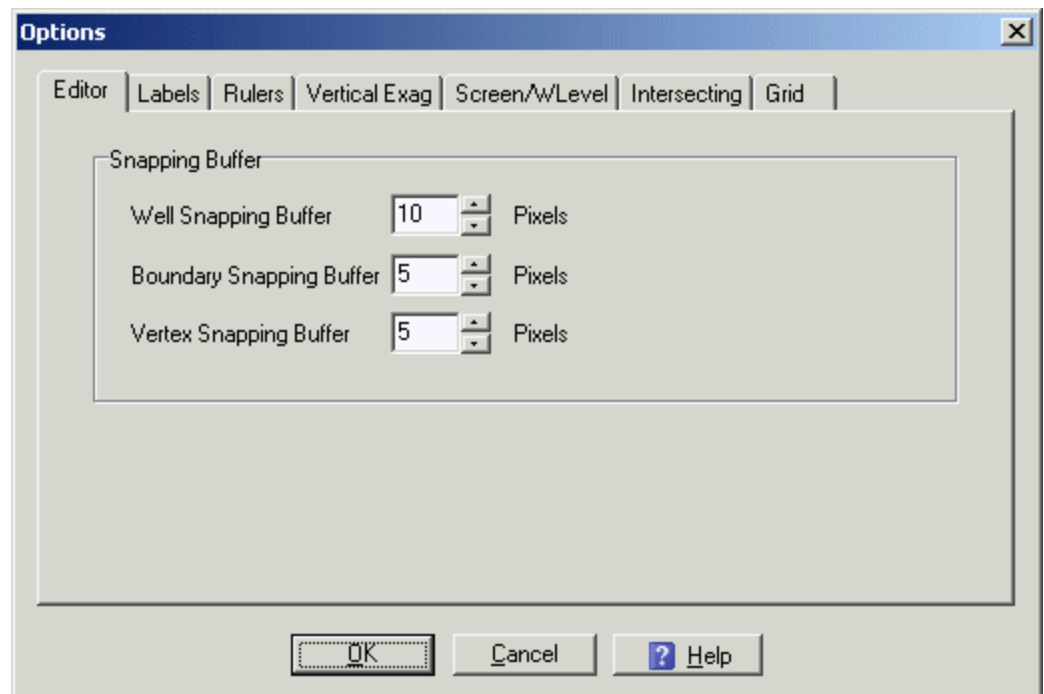 Options
Editor Labels Rulers Vertical Exag Screen/WLevel Intersecting Grid
Snapping Buffer
Well Snapping Buffer 10 Pixels
Boundary Snapping Buffer 5 Pixels
Vertex Snapping Buffer 5 Pixels
OK Cancel ? Help